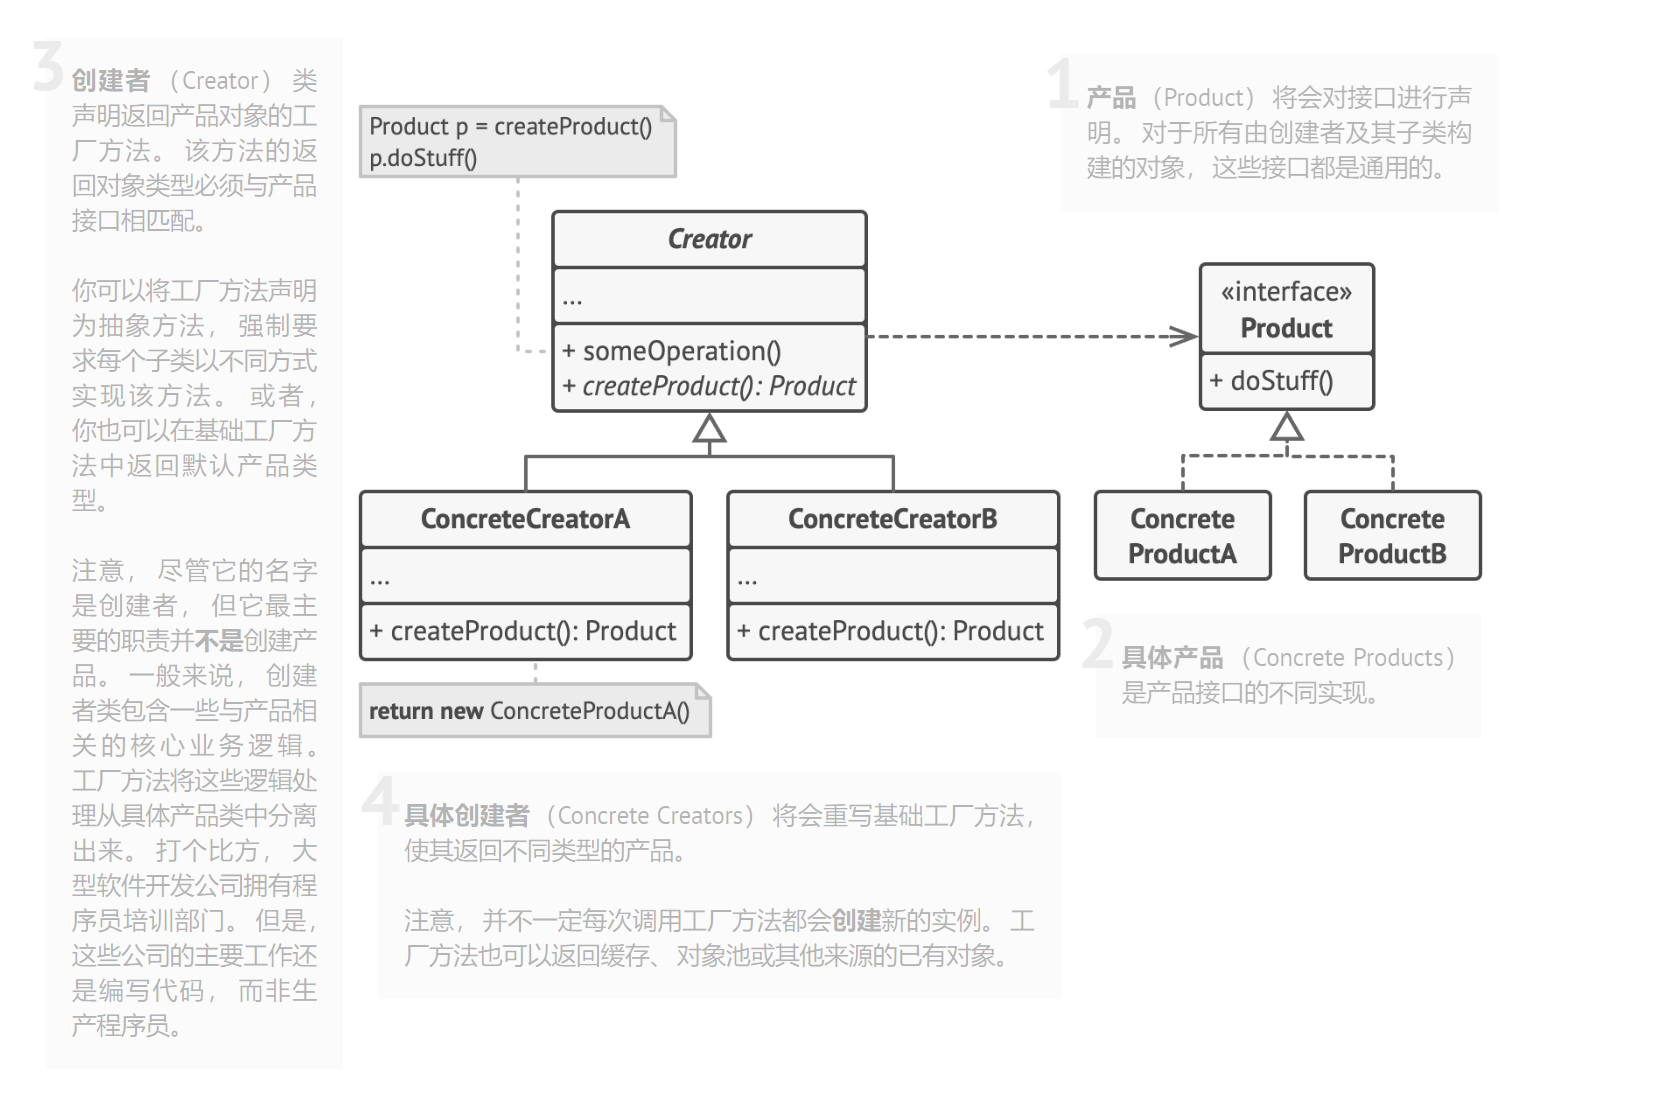 3
创建者 （Creator） 类
声明返回产品对象的工
厂方法。 该方法的返
回对象类型必须与产品
接口相匹配。
你可以将工厂方法声明
为抽象方法， 强制要
求每个子类以不同方式
实现该方法。 或者，
你也可以在基础工厂方
法中返回默认产品类
型。
注意， 尽管它的名字
是创建者， 但它最主
要的职责并不是创建产
品。 一般来说， 创建
者类包含一些与产品相
关的核心业务逻辑。
工厂方法将这些逻辑处
理从具体产品类中分离
出来。 打个比方， 大
型软件开发公司拥有程
序员培训部门。 但是，
这些公司的主要工作还
是编写代码， 而非生
产程序员。
Product p = createProduct()
p.doStuff()
Creator
...
+ someOperation()
+ createProduct(): Product
1
产品 （Product） 将会对接口进行声
明。 对于所有由创建者及其子类构
建的对象， 这些接口都是通用的。
«interface»
Product
+ doStuff()
ConcreteCreatorA
...
+ createProduct(): Product
ConcreteCreatorB
...
+ createProduct(): Product
Concrete
ProductA
Concrete
ProductB
return new ConcreteProductA()
2
具体产品 （Concrete Products）
是产品接口的不同实现。
4
具体创建者 （Concrete Creators） 将会重写基础工厂方法，
使其返回不同类型的产品。
注意， 并不一定每次调用工厂方法都会创建新的实例。 工
厂方法也可以返回缓存、 对象池或其他来源的已有对象。